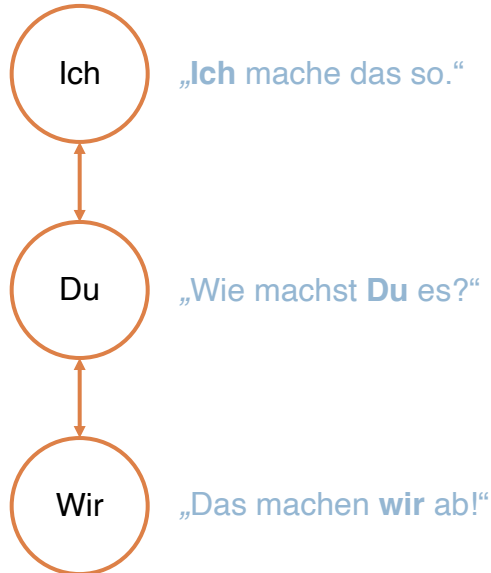 Ich
„Ich mache das so.“
Du
„Wie machst Du es?“
Wir
„Das machen wir ab!“